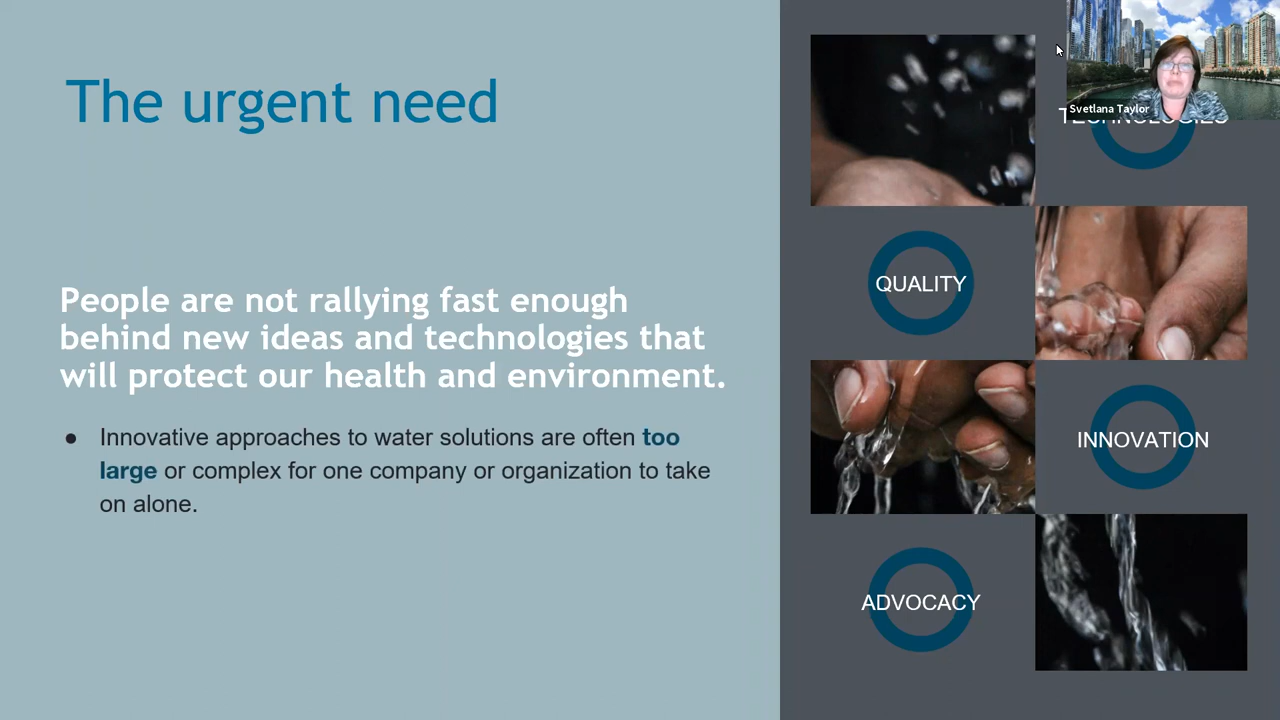 The urgent need
People are not rallying fast enough
behind new ideas and technologies that
will protect our health and environment.
● Innovative approaches to water solutions are often too
large or complex for one company or organization to take
on alone.
Svetlana Taylor
TECHNOLOGIES
QUALITY
INNOVATION
ADVOCACY